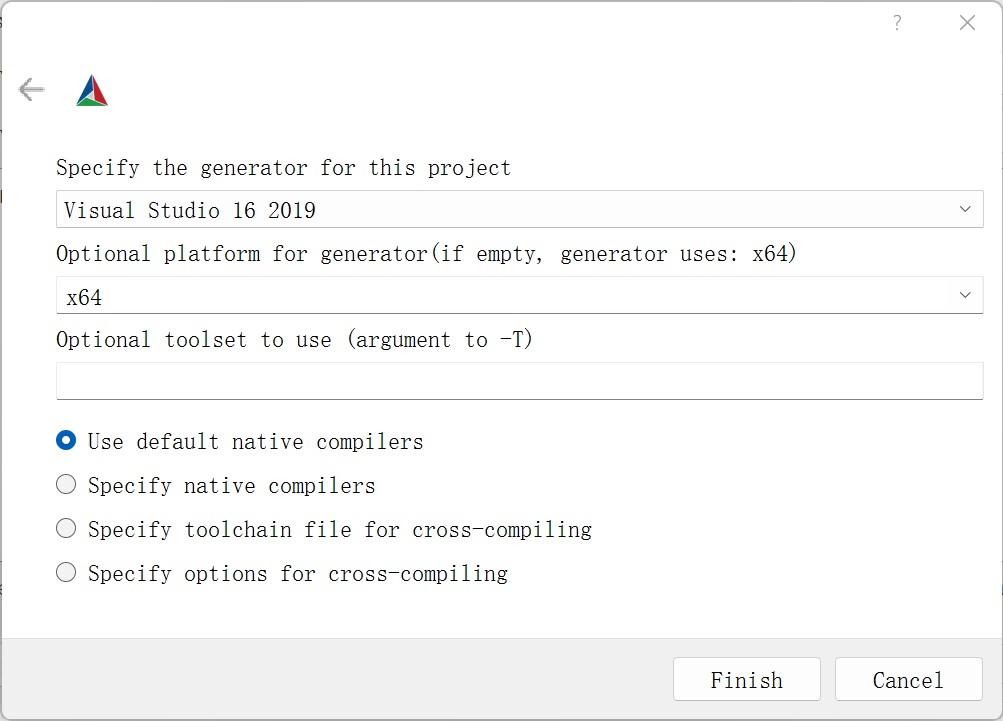 ?
Specify the generator for this project
Visual Studio 16 2019
Optional platform for generator(if empty, generator uses: x64)
x64
Optional toolset to use (argument to -T)
Use default native compilers
Specify native compilers
Specify toolchain file for cross-compiling
Specify options for cross-compiling
Finish Cancel